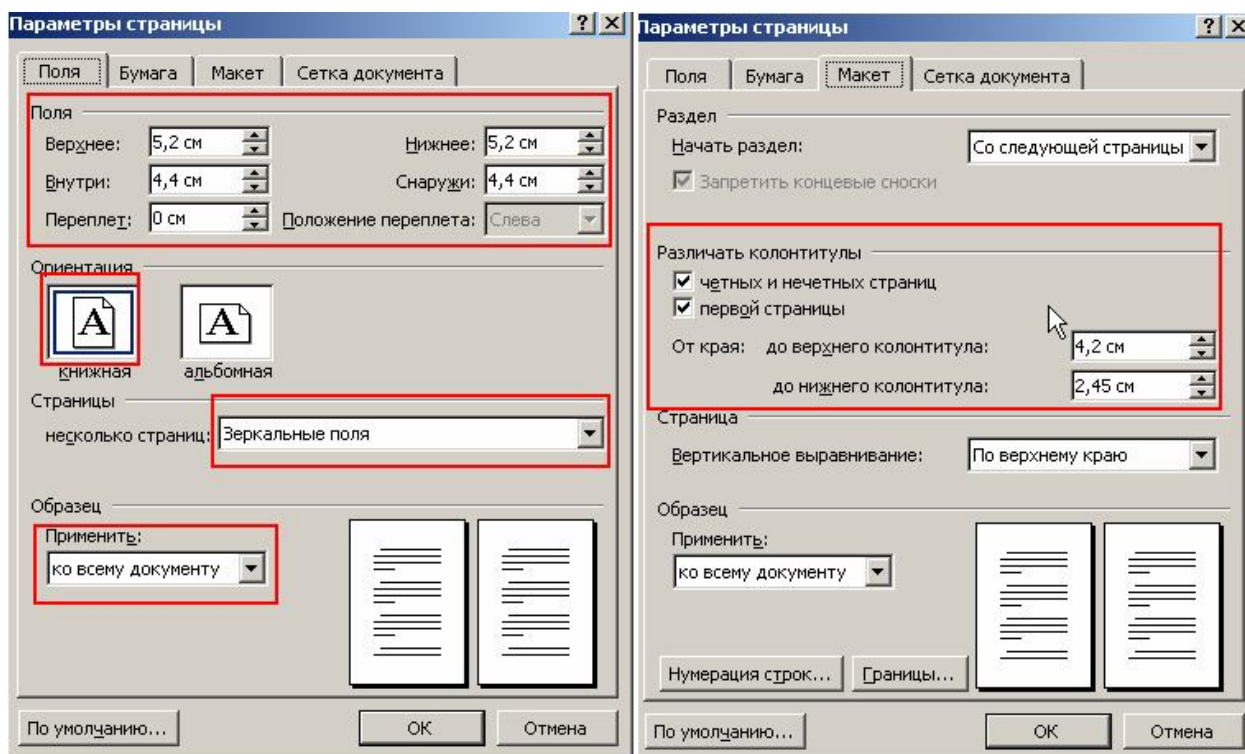 Параметры страницы
Поля Бумага Макет Сетка документа
Поля
Верхнее: 5,2 см Нижнее: 5,2 см
Внутри: 4,4 см Снаружи: 4,4 см
Переплет: 0 см Положение переплета: Слева
Ориентация
A A
книжная альбомная
Страницы
несколько страниц: Зеркальные поля
Образец
Применить:
ко всему документу
По умолчанию... ОК Отмена
Параметры страницы
Поля Бумага Макет Сетка документа
Раздел
Начать раздел: Со следующей страницы
Запретить концевые сноски
Различать колонтитулы
четных и нечетных страниц
первой страницы
От края: до верхнего колонтитула: 4,2 см
до нижнего колонтитула: 2,45 см
Страница
Вертикальное выравнивание: По верхнему краю
Образец
Применить:
ко всему документу
Нумерация строк... Границы...
По умолчанию... ОК Отмена